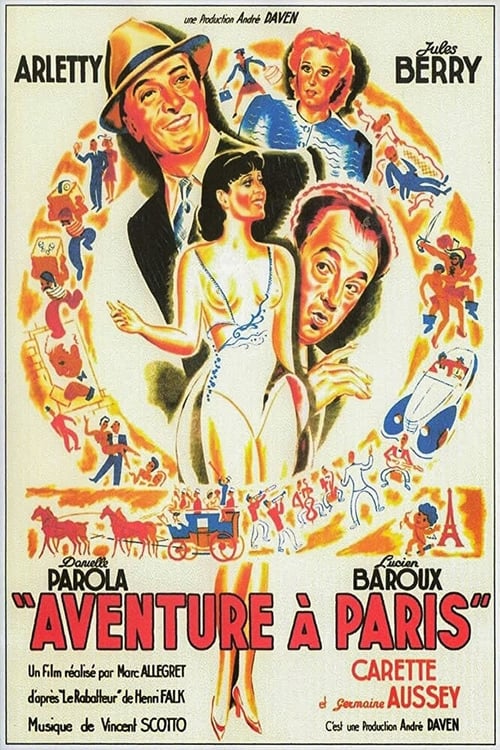 une Production André DAVEN
ARLETTY
Jules BERRY
Danielle PAROLA
Lucien BAROUX
"AVENTURE À PARIS"
Un Film réalisé par Marc ALLEGRET
d'après "Le Rabatteur" de Henri FALK
Musique de Vincent SCOTTO
CARETTE
et Germaine AUSSEY
C'est une Production André DAVEN